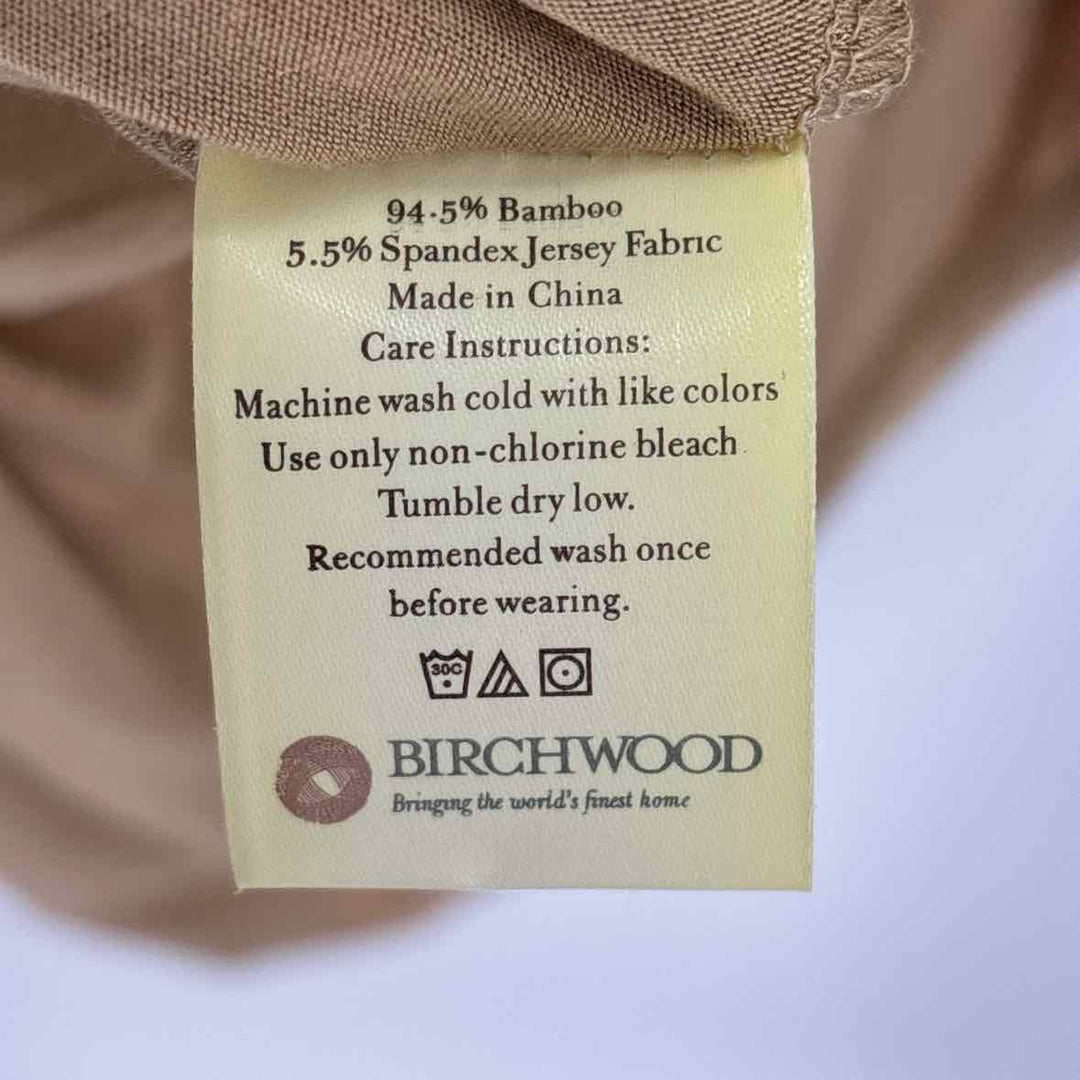 94.5% Bamboo
5.5% Spandex Jersey Fabric
Made in China
Care Instructions:
Machine wash cold with like colors
Use only non-chlorine bleach.
Tumble dry low.
Recommended wash once
before wearing.
30C
BIRCHWOOD
Bringing the world's finest home